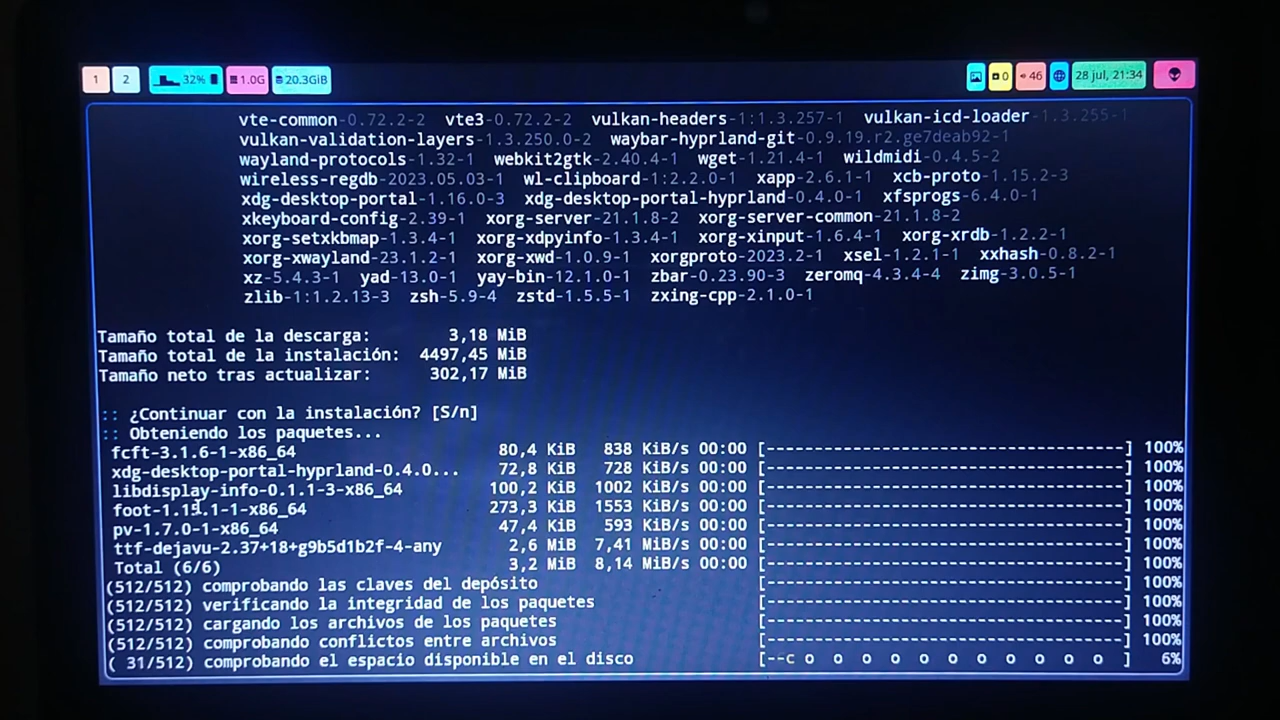 1 2 32% 1.0G 20.3GiB 0 46 28 jul, 21:34
vte-common-0.72.2-2 vte3-0.72.2-2 vulkan-headers-1:1.3.257-1 vulkan-icd-loader-1.3.255-1
vulkan-validation-layers-1.3.250.0-2 waybar-hyprland-git-0.9.19.r2.ge7deab92-1
wayland-protocols-1.32-1 webkit2gtk-2.40.4-1 wget-1.21.4-1 wildmidi-0.4.5-2
wireless-regdb-2023.05.03-1 wl-clipboard-1:2.2.0-1 xapp-2.6.1-1 xcb-proto-1.15.2-3
xdg-desktop-portal-1.16.0-3 xdg-desktop-portal-hyprland-0.4.0-1 xfsprogs-6.4.0-1
xkeyboard-config-2.39-1 xorg-server-21.1.8-2 xorg-server-common-21.1.8-2
xorg-setxkbmap-1.3.4-1 xorg-xdpyinfo-1.3.4-1 xorg-xinput-1.6.4-1 xorg-xrdb-1.2.2-1
xorg-xwayland-23.1.2-1 xorg-xwd-1.0.9-1 xorgproto-2023.2-1 xsel-1.2.1-1 xxhash-0.8.2-1
xz-5.4.3-1 yad-13.0-1 yay-bin-12.1.0-1 zbar-0.23.90-3 zeromq-4.3.4-4 zimg-3.0.5-1
zlib-1:1.2.13-3 zsh-5.9-4 zstd-1.5.5-1 zxing-cpp-2.1.0-1
Tamaño total de la descarga: 3,18 MiB
Tamaño total de la instalación: 4497,45 MiB
Tamaño neto tras actualizar: 302,17 MiB
:: ¿Continuar con la instalación? [S/n]
:: Obteniendo los paquetes...
fcft-3.1.6-1-x86_64 80,4 KiB 838 KiB/s 00:00 [-------------------------------------] 100%
xdg-desktop-portal-hyprland-0.4.0... 72,8 KiB 728 KiB/s 00:00 [-------------------------------------] 100%
libdisplay-info-0.1.1-3-x86_64 100,2 KiB 1002 KiB/s 00:00 [-------------------------------------] 100%
foot-1.15.1-1-x86_64 273,3 KiB 1553 KiB/s 00:00 [-------------------------------------] 100%
pv-1.7.0-1-x86_64 47,4 KiB 593 KiB/s 00:00 [-------------------------------------] 100%
ttf-dejavu-2.37+18+g9b5d1b2f-4-any 2,6 MiB 7,41 MiB/s 00:00 [-------------------------------------] 100%
Total (6/6) 3,2 MiB 8,14 MiB/s 00:00 [-------------------------------------] 100%
(512/512) comprobando las claves del depósito [-------------------------------------] 100%
(512/512) verificando la integridad de los paquetes [-------------------------------------] 100%
(512/512) cargando los archivos de los paquetes [-------------------------------------] 100%
(512/512) comprobando conflictos entre archivos [-------------------------------------] 100%
( 31/512) comprobando el espacio disponible en el disco [--c o o o o o o o o o o o ] 6%